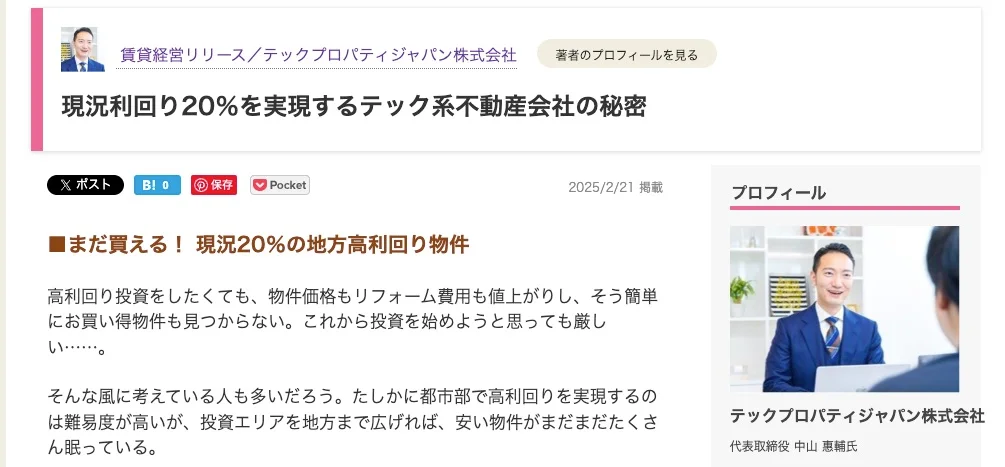 賃貸経営リリース／テックプロパティジャパン株式会社
著者のプロフィールを見る
現況利回り20％を実現するテック系不動産会社の秘密
X ポスト
B! 0
保存
Pocket
2025/2/21 掲載
■まだ買える！ 現況20％の地方高利回り物件
高利回り投資をしたくても、物件価格もリフォーム費用も値上がりし、そう簡単
にお買い得物件も見つからない。これから投資を始めようと思っても厳し
い……。
そんな風に考えている人も多いだろう。たしかに都市部で高利回りを実現するの
は難易度が高いが、投資エリアを地方まで広げれば、安い物件がまだまだたくさ
ん眠っている。
プロフィール
テックプロパティジャパン株式会社
代表取締役 中山 惠輔氏